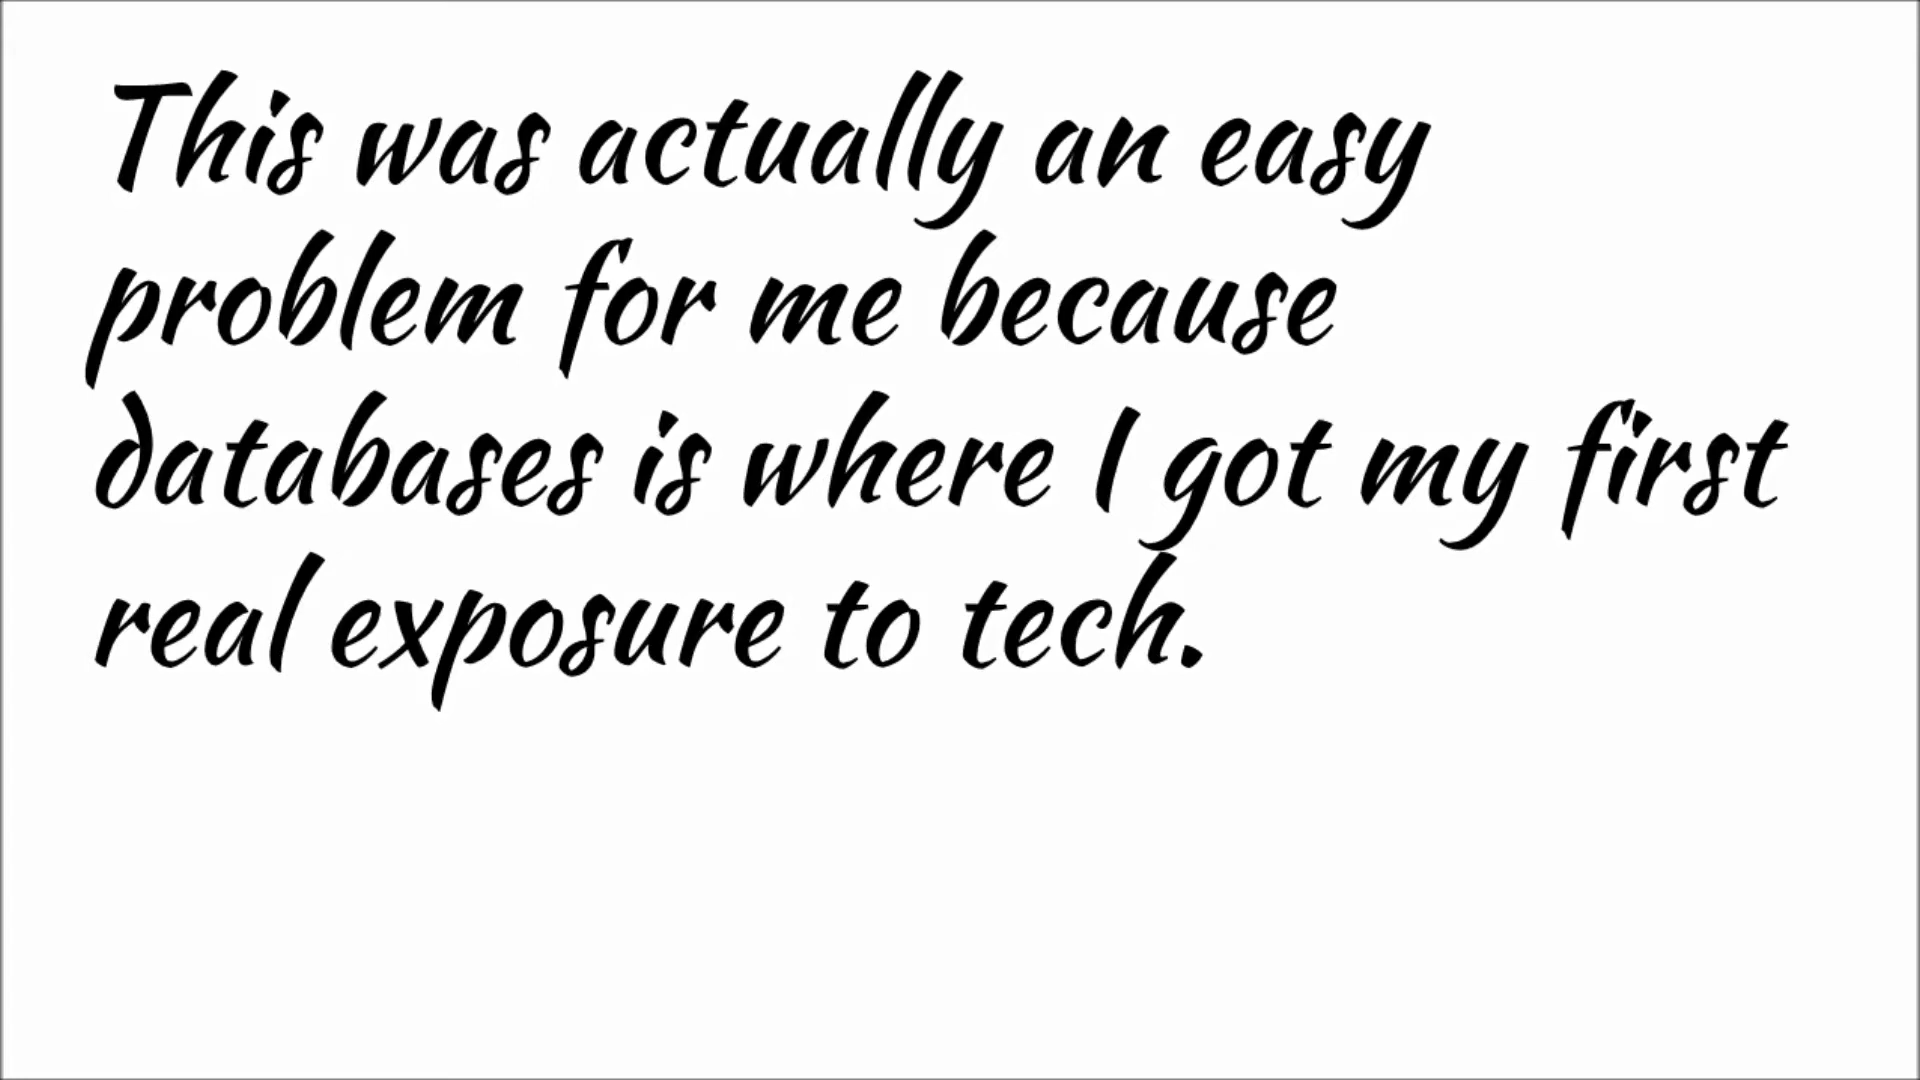 This was actually an easy
problem for me because
databases is where I got my first
real exposure to tech.